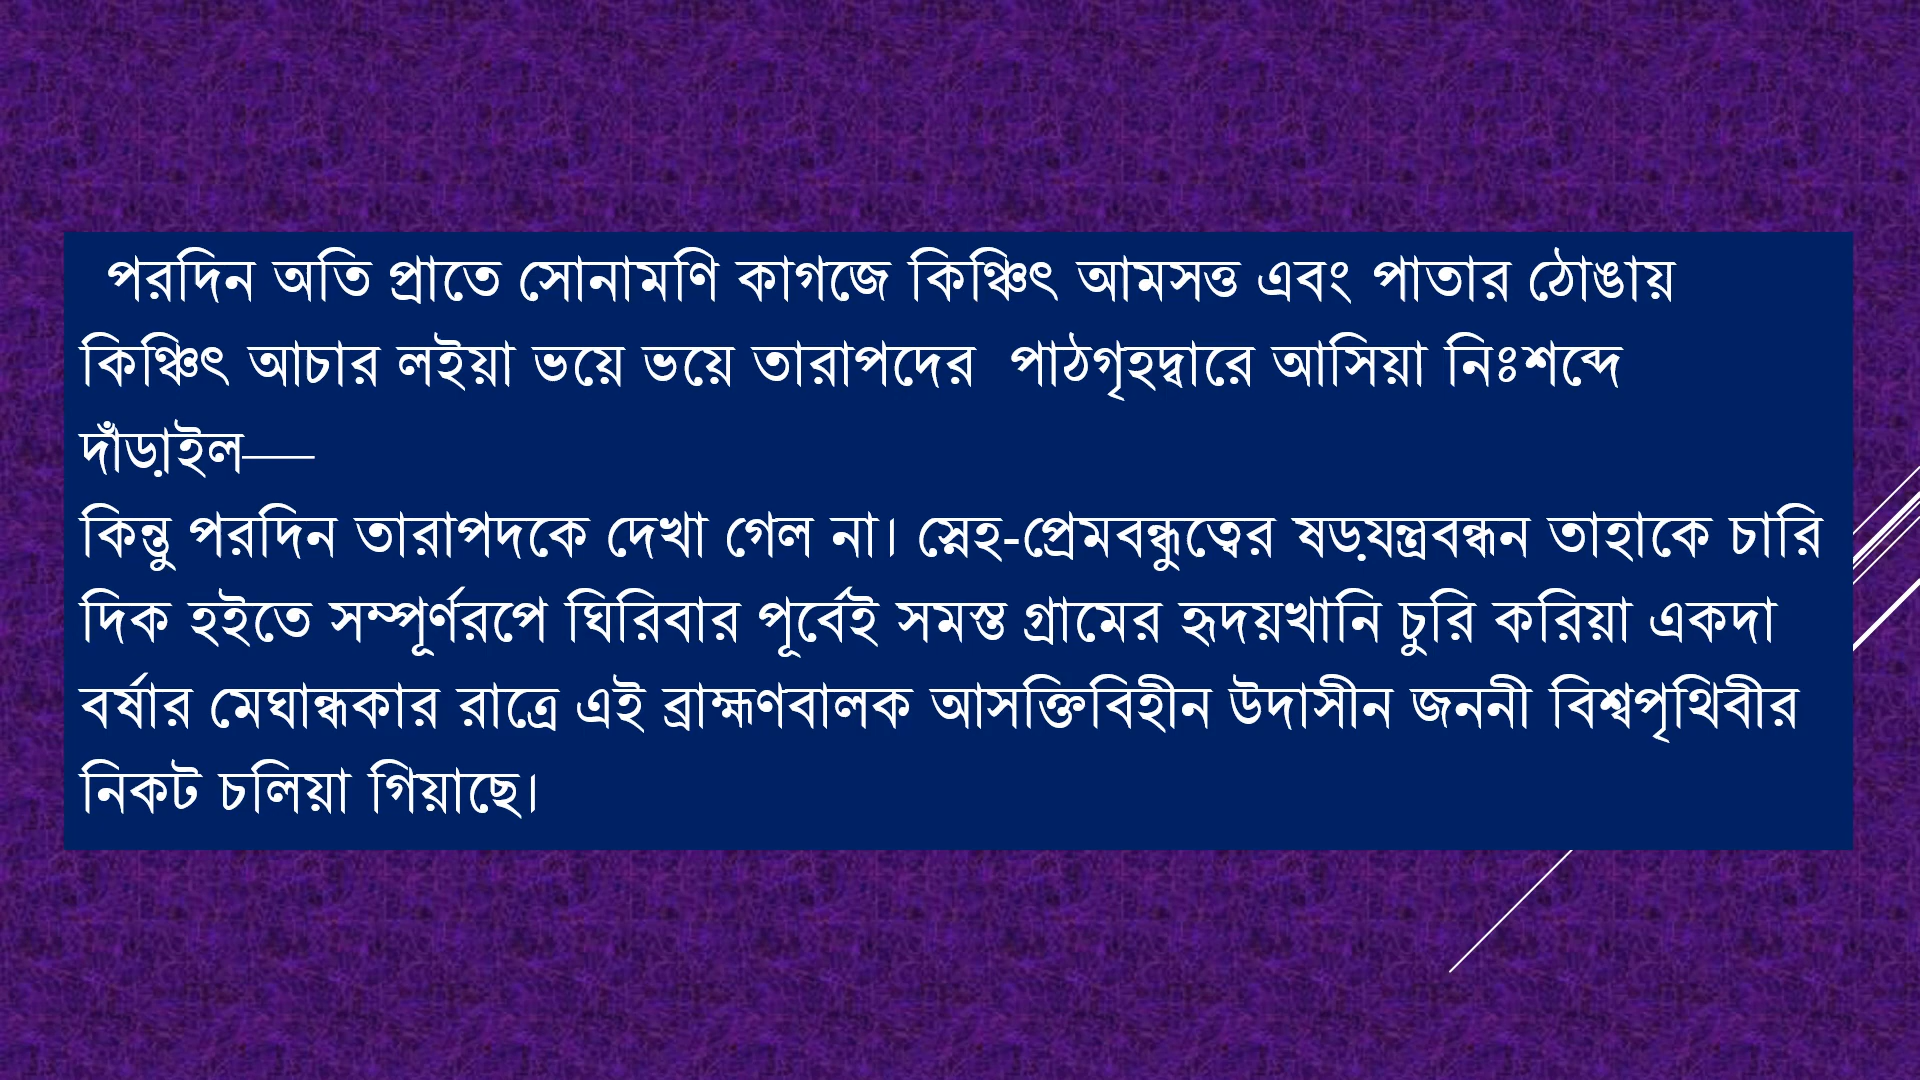 পরদিন অতি প্রাতে সোনামণি কাগজে কিঞ্চিৎ আমসত্ত এবং পাতার ঠোঙায়
কিঞ্চিৎ আচার লইয়া ভয়ে ভয়ে তারাপদের পাঠগৃহদ্বারে আসিয়া নিঃশব্দে
দাঁড়াইল—
কিন্তু পরদিন তারাপদকে দেখা গেল না। স্নেহ-প্রেমবন্ধুত্বের ষড়যন্ত্রবন্ধন তাহাকে চারি
দিক হইতে সম্পূর্ণরপে ঘিরিবার পূর্বেই সমস্ত গ্রামের হৃদয়খানি চুরি করিয়া একদা
বর্ষার মেঘান্ধকার রাত্রে এই ব্রাহ্মণবালক আসক্তিবিহীন উদাসীন জননী বিশ্বপৃথিবীর
নিকট চলিয়া গিয়াছে।